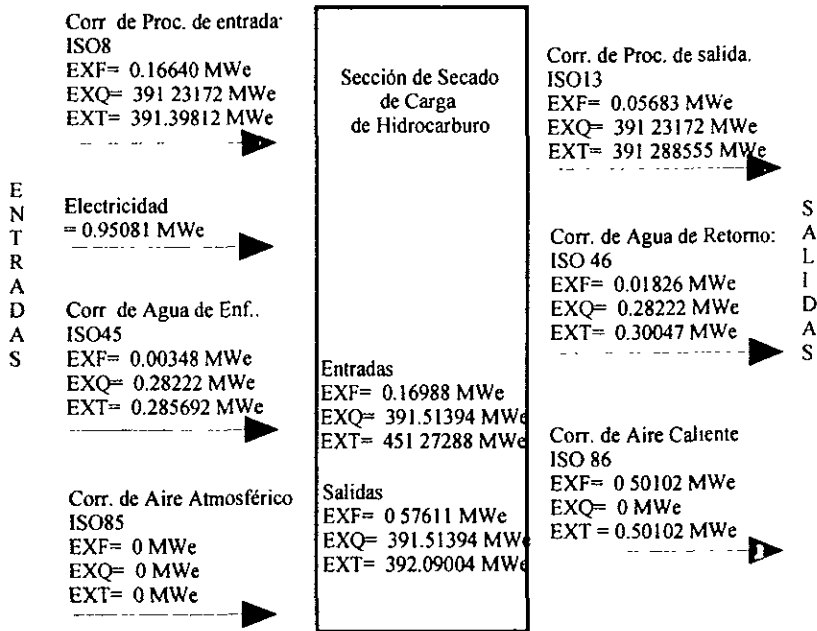 Corr de Proc. de entrada·
ISO8
EXF= 0.16640 MWe
EXQ= 391 23172 MWe
EXT= 391.39812 MWe
ENTRADAS
Electricidad
= 0.95081 MWe
Corr de Agua de Enf..
ISO45
EXF= 0.00348 MWe
EXQ= 0.28222 MWe
EXT= 0.285692 MWe
Corr. de Aire Atmosférico
ISO85
EXF= 0 MWe
EXQ= 0 MWe
EXT= 0 MWe
Sección de Secado
de Carga
de Hidrocarburo
Entradas
EXF= 0.16988 MWe
EXQ= 391.51394 MWe
EXT= 451 27288 MWe
Salidas
EXF= 0 57611 MWe
EXQ= 391.51394 MWe
EXT= 392.09004 MWe
Corr. de Proc. de salida.
ISO13
EXF= 0.05683 MWe
EXQ= 391 23172 MWe
EXT= 391 288555 MWe
Corr. de Agua de Retorno:
ISO 46
EXF= 0.01826 MWe
EXQ= 0.28222 MWe
EXT= 0.30047 MWe
SALIDAS
Corr. de Aire Caliente
ISO 86
EXF= 0 50102 MWe
EXQ= 0 MWe
EXT = 0.50102 MWe